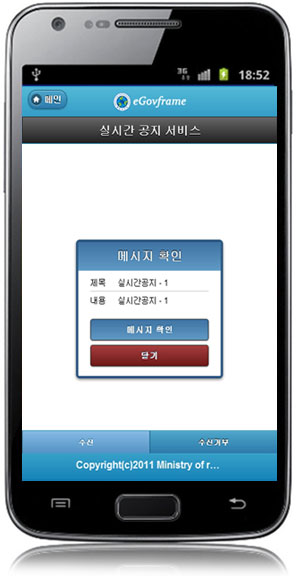 3G
18:52
메인
eGovframe
실시간 공지 서비스
메시지 확인
제목 실시간공지 - 1
내용 실시간공지 - 1
메시지 확인
닫기
수신
수신거부
Copyright(c)2011 Ministry of r...